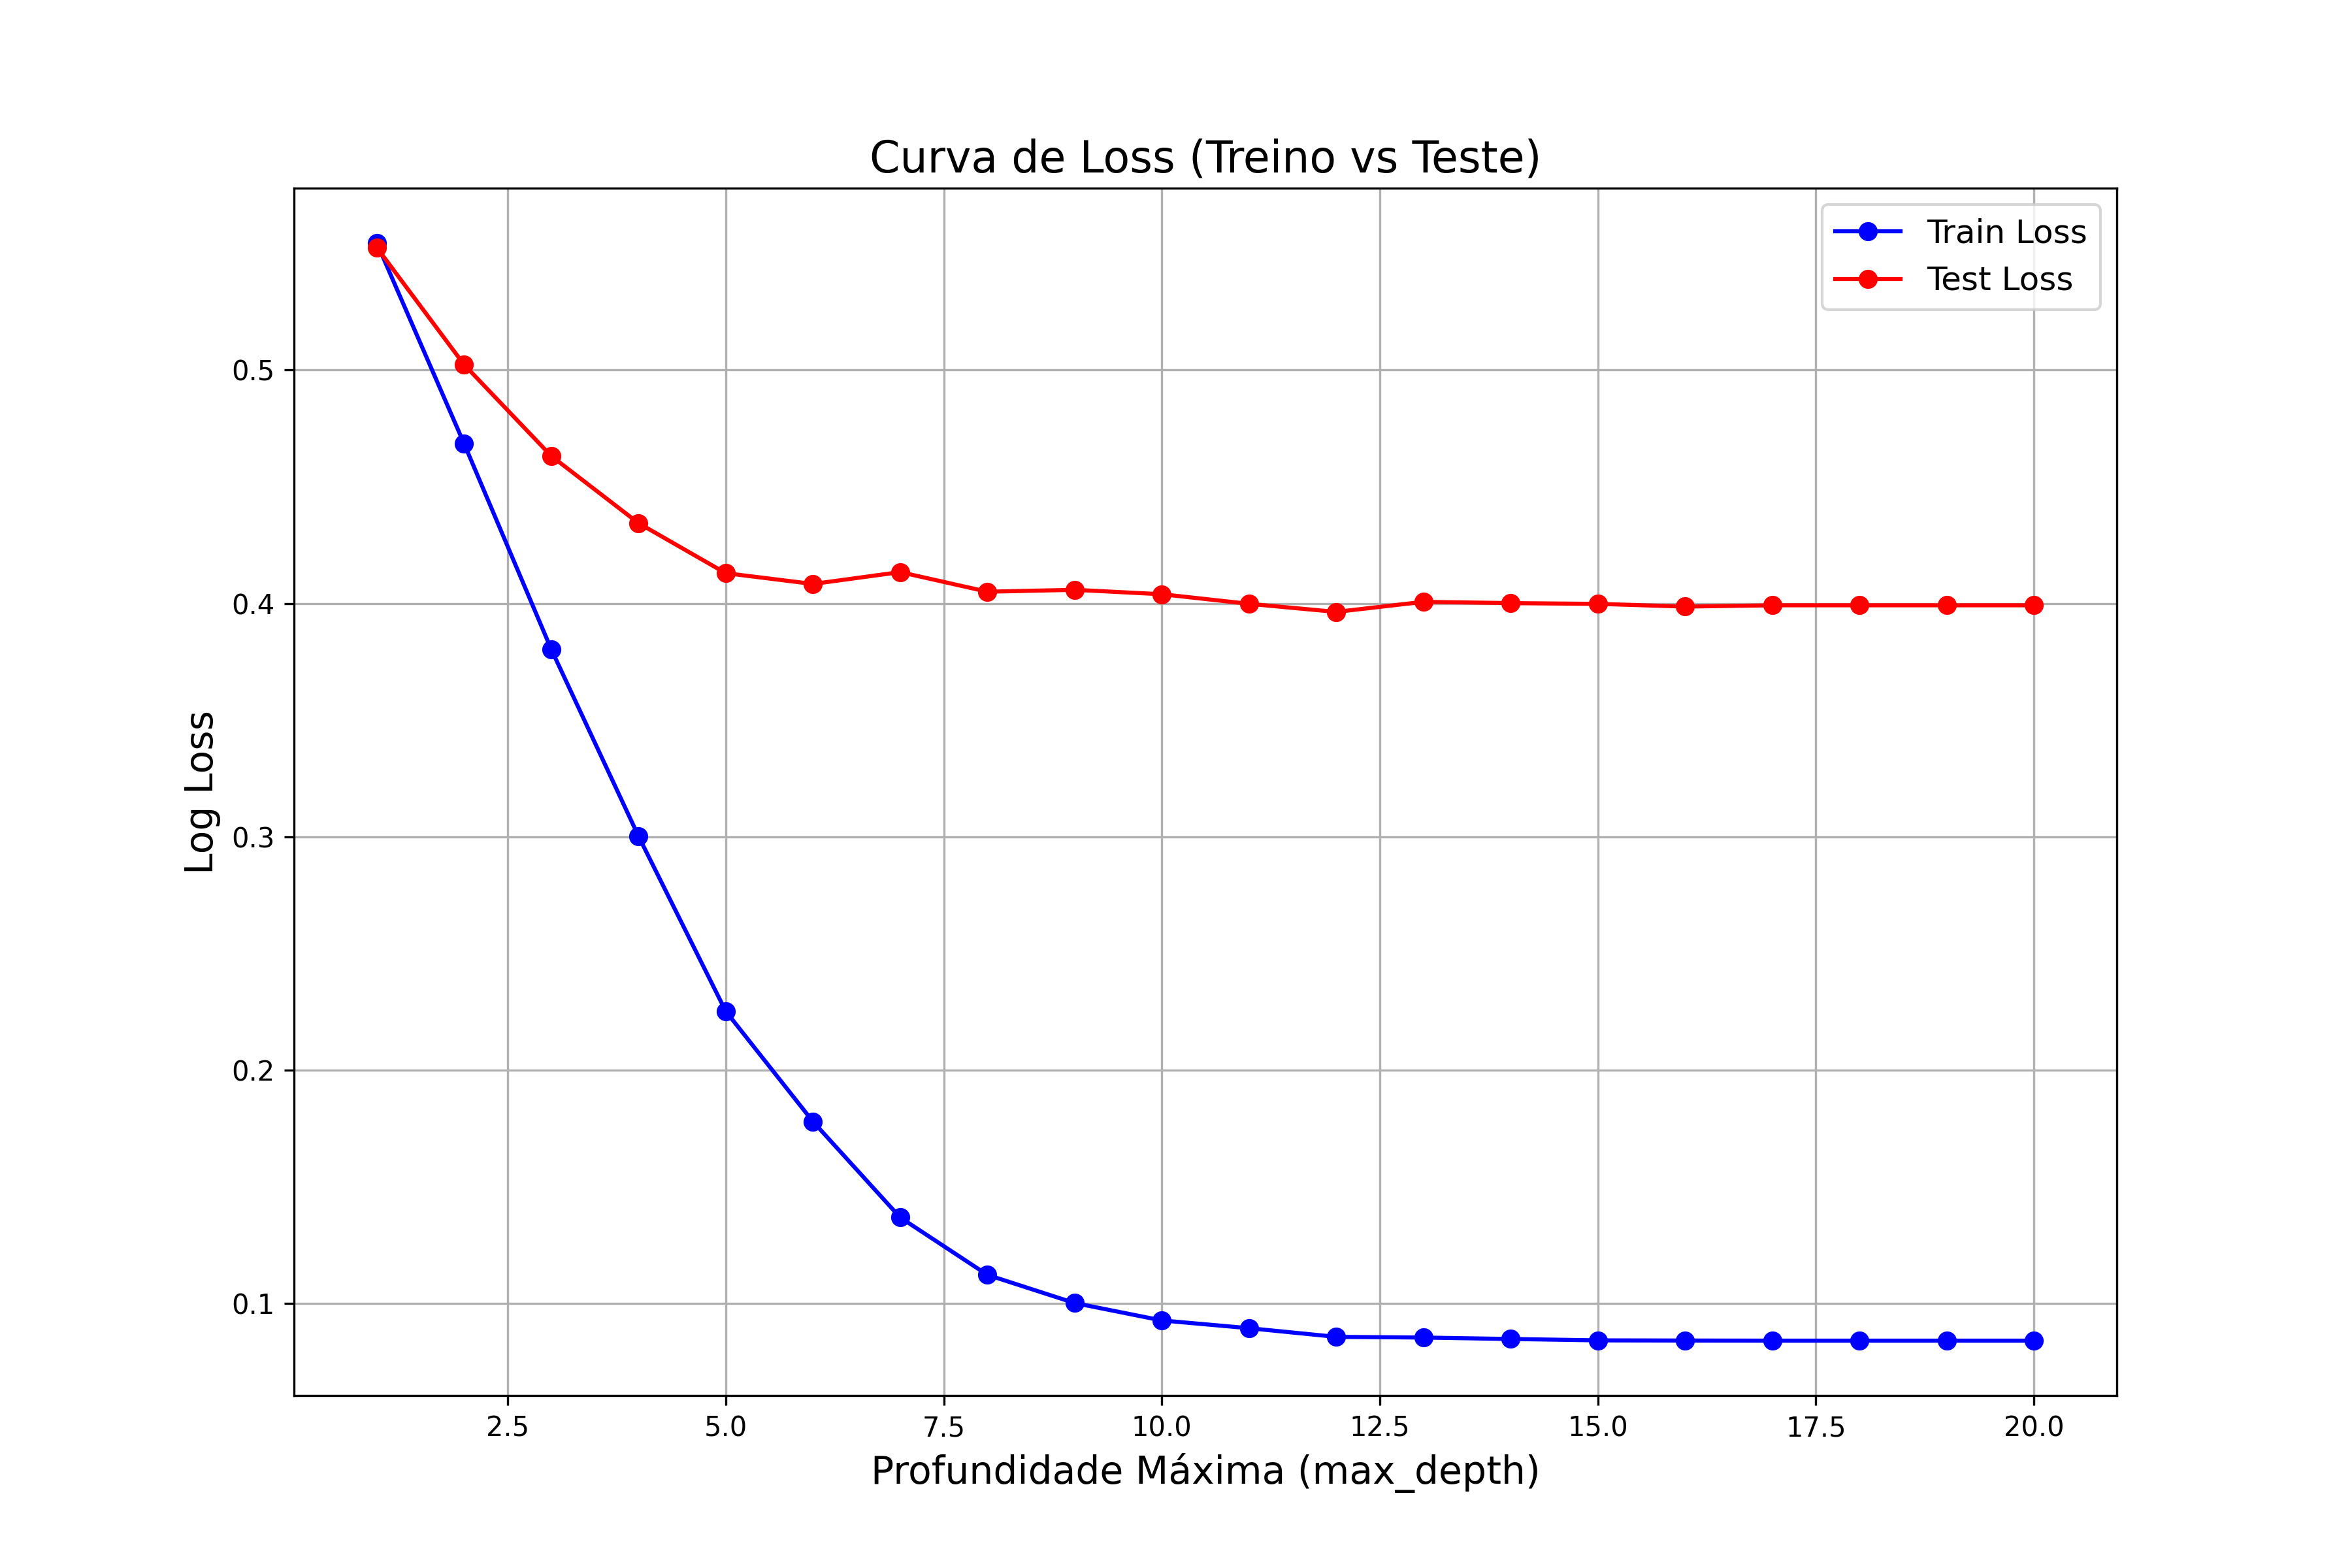 Curva de Loss (Treino vs Teste)
Train Loss
Test Loss
Log Loss
0.5
0.4
0.3
0.2
0.1
2.5 5.0 7.5 10.0 12.5 15.0 17.5 20.0
Profundidade Máxima (max_depth)